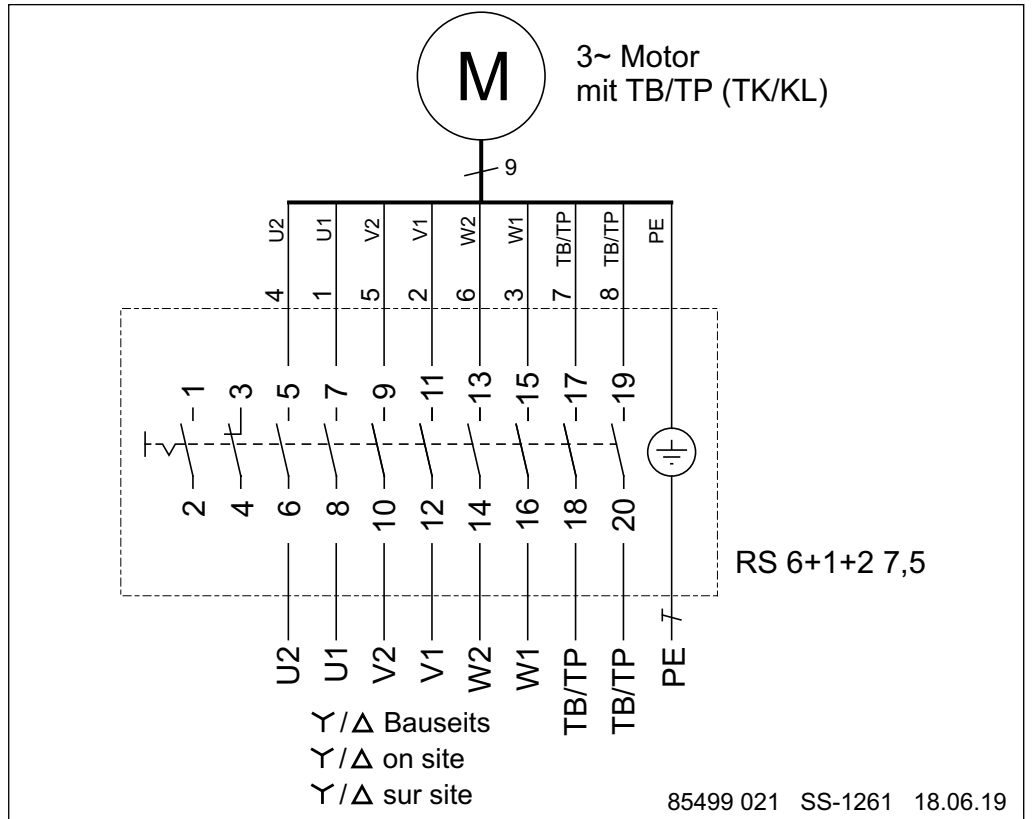 M
3~ Motor
mit TB/TP (TK/KL)
9
U2 U1 V2 V1 W2 W1 TB/TP TB/TP PE
4 1 5 2 6 3 7 8
1 3 5 7 9 11 13 15 17 19
2 4 6 8 10 12 14 16 18 20
RS 6+1+2 7,5
U2 U1 V2 V1 W2 W1 TB/TP TB/TP PE
Y/Δ Bauseits
Y/Δ on site
Y/Δ sur site
85499 021 SS-1261 18.06.19